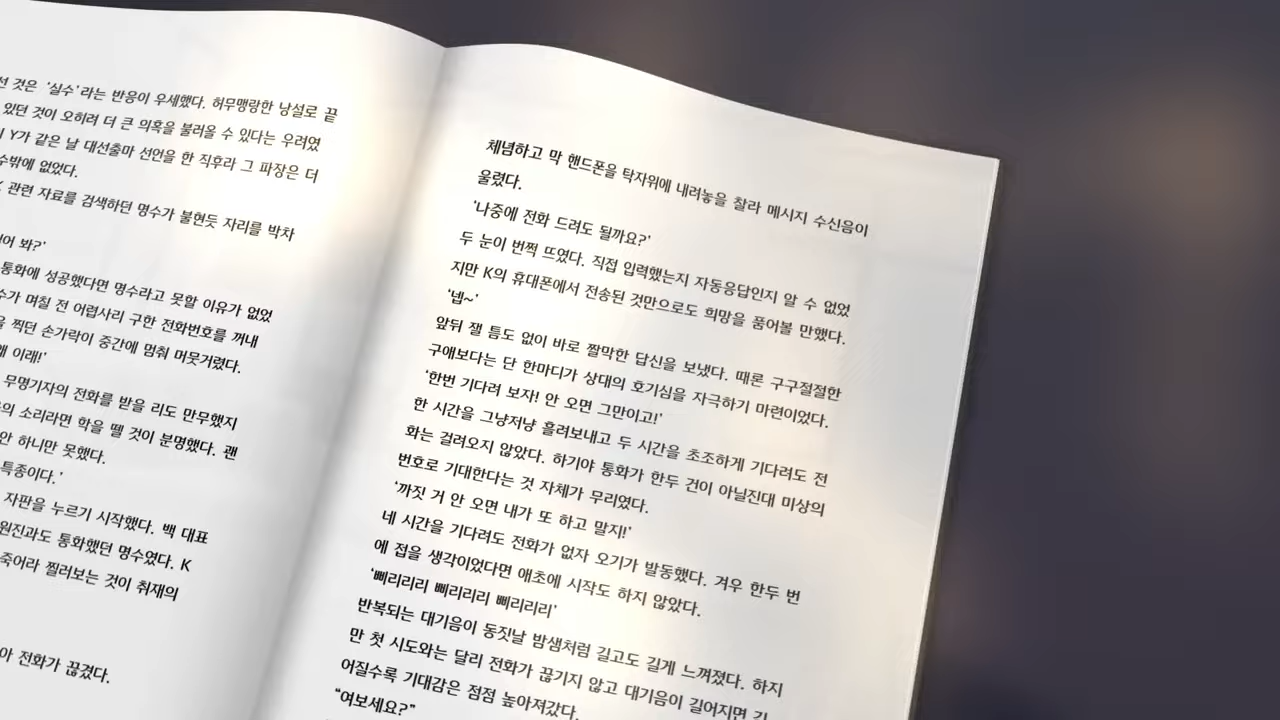 선 것은 '실수'라는 반응이 우세했다. 허무맹랑한 낭설로 끝
있던 것이 오히려 더 큰 의혹을 불러올 수 있다는 우려였
Y가 같은 날 대선출마 선언을 한 직후라 그 파장은 더
수밖에 없었다.
관련 자료를 검색하던 명수가 불현듯 자리를 박차
어 봐?'
통화에 성공했다면 명수라고 못할 이유가 없었
수가 며칠 전 어렵사리 구한 전화번호를 꺼내
찍던 손가락이 중간에 멈춰 머뭇거렸다.
왜 이래!'
무명기자의 전화를 받을 리도 만무했지
의 소리라면 학을 뗄 것이 분명했다. 괜
안 하니만 못했다.
특종이다.'
자판을 누르기 시작했다. 백 대표
원진과도 통화했던 명수였다. K
죽어라 찔러보는 것이 취재의
아 전화가 끊겼다.
체념하고 막 핸드폰을 탁자위에 내려놓을 찰라 메시지 수신음이
울렸다.
'나중에 전화 드려도 될까요?'
두 눈이 번쩍 뜨였다. 직접 입력했는지 자동응답인지 알 수 없었
지만 K의 휴대폰에서 전송된 것만으로도 희망을 품어볼 만했다.
'넵~'
앞뒤 잴 틈도 없이 바로 짤막한 답신을 보냈다. 때론 구구절절한
구애보다는 단 한마디가 상대의 호기심을 자극하기 마련이었다.
'한번 기다려 보자! 안 오면 그만이고!'
한 시간을 그냥저냥 흘려보내고 두 시간을 초조하게 기다려도 전
화는 걸려오지 않았다. 하기야 통화가 한두 건이 아닐진대 미상의
번호로 기대한다는 것 자체가 무리였다.
'까짓 거 안 오면 내가 또 하고 말지!'
네 시간을 기다려도 전화가 없자 오기가 발동했다. 겨우 한두 번
에 접을 생각이었다면 애초에 시작도 하지 않았다.
'삐리리리 삐리리리 삐리리리'
반복되는 대기음이 동짓날 밤샘처럼 길고도 길게 느껴졌다. 하지
만 첫 시도와는 달리 전화가 끊기지 않고 대기음이 길어지면 길
어질수록 기대감은 점점 높아져갔다.
"여보세요?"